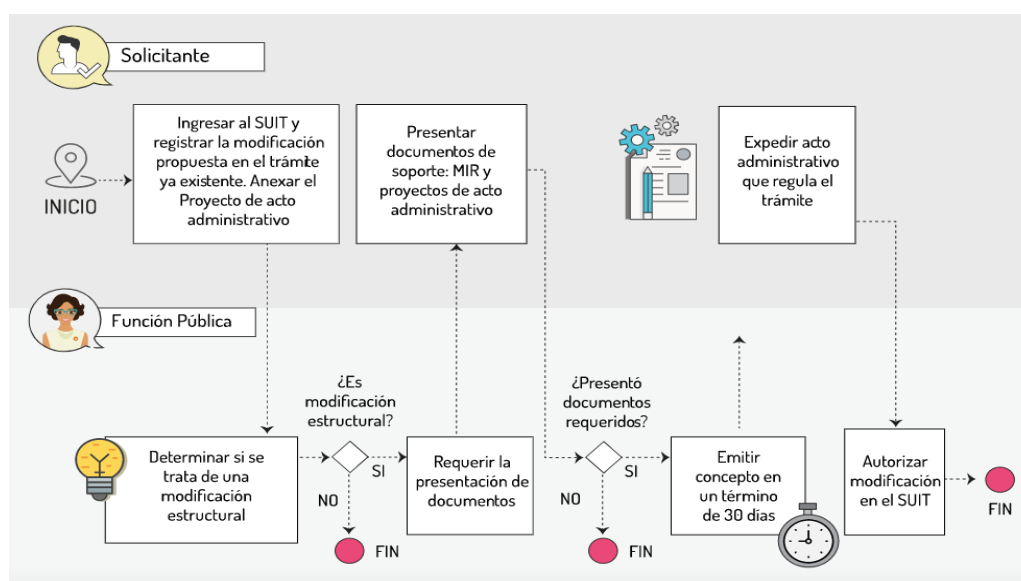 Solicitante
INICIO
Ingresar al SUIT y
registrar la modificación
propuesta en el trámite
ya existente. Anexar el
Proyecto de acto
administrativo
Presentar
documentos de
soporte: MIR y
proyectos de acto
administrativo
Expedir acto
administrativo
que regula el
trámite
Función Pública
Determinar si se
trata de una
modificación
estructural
¿Es
modificación
estructural?
SI
NO
FIN
Requerir la
presentación de
documentos
¿Presentó
documentos
requeridos?
SI
NO
FIN
Emitir
concepto en
un término
de 30 días
Autorizar
modificación
en el SUIT
FIN